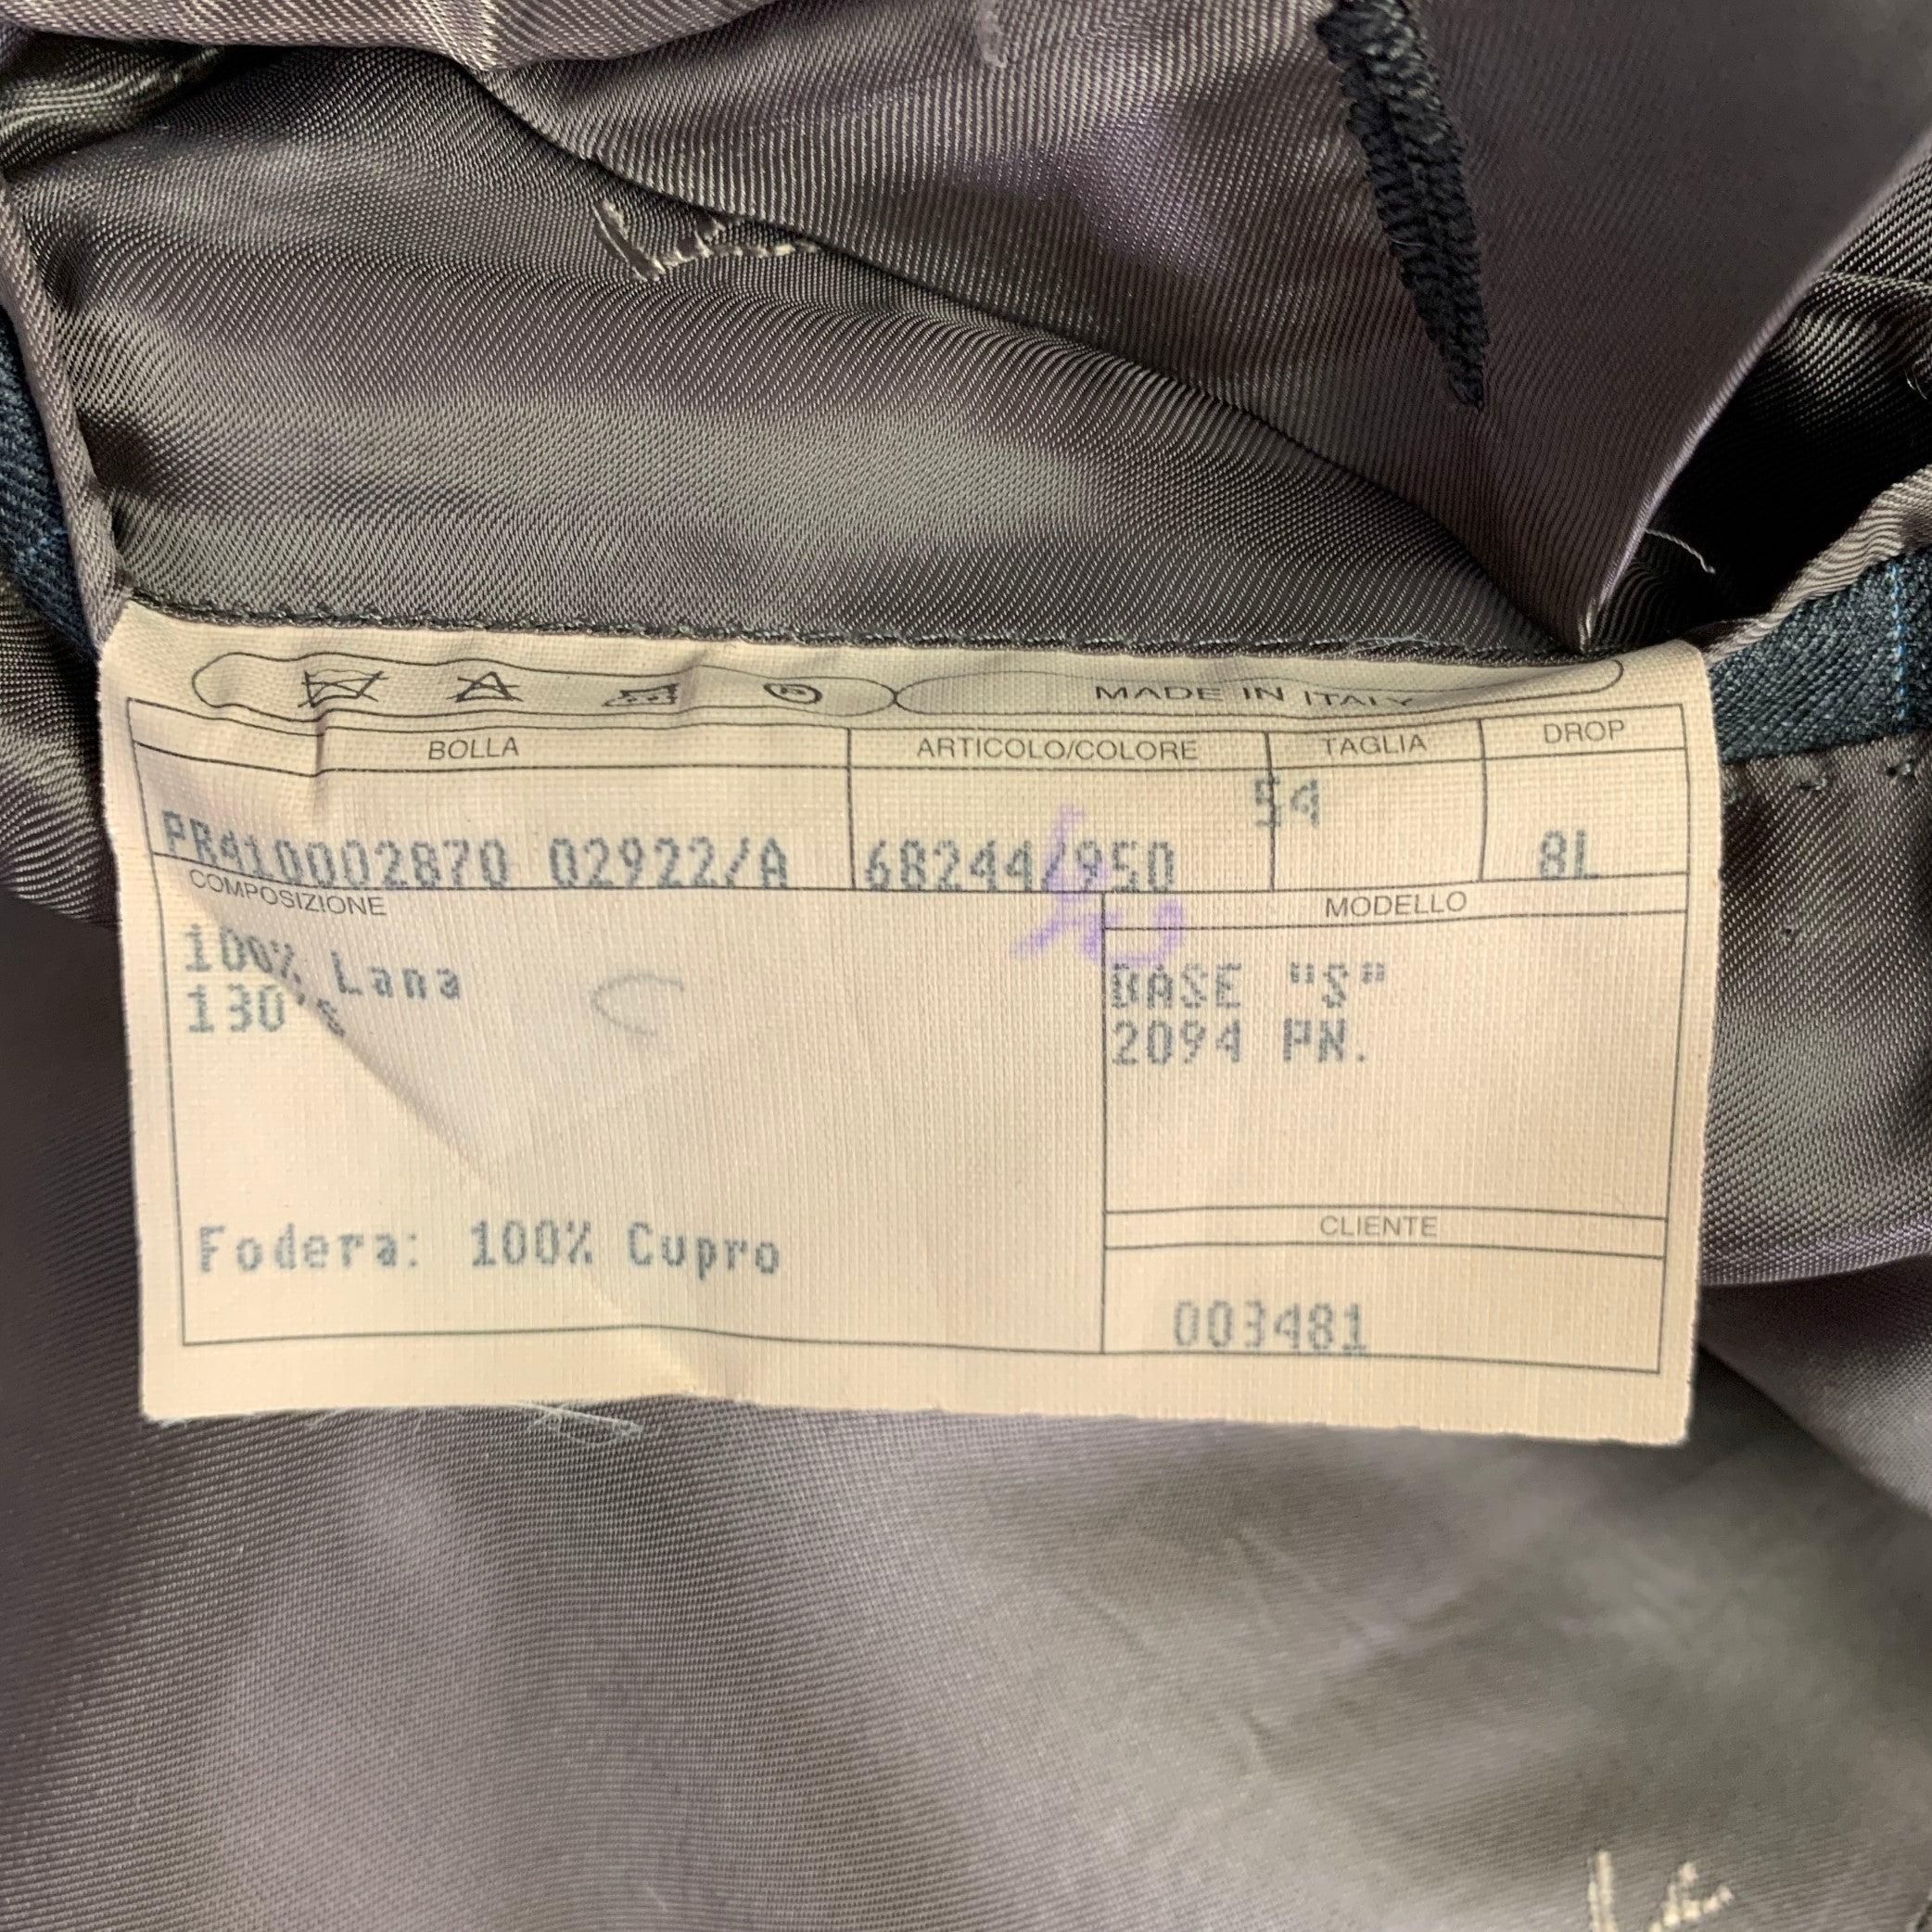 MADE IN ITALY
BOLLA ARTICOLO/COLORE TAGLIA DROP
54
PR410002870 02922/A 68244/950 8L
COMPOSIZIONE MODELLO
100% Lana
130's
BASE "S"
2094 PN.
Fodera: 100% Cupro
CLIENTE
003481